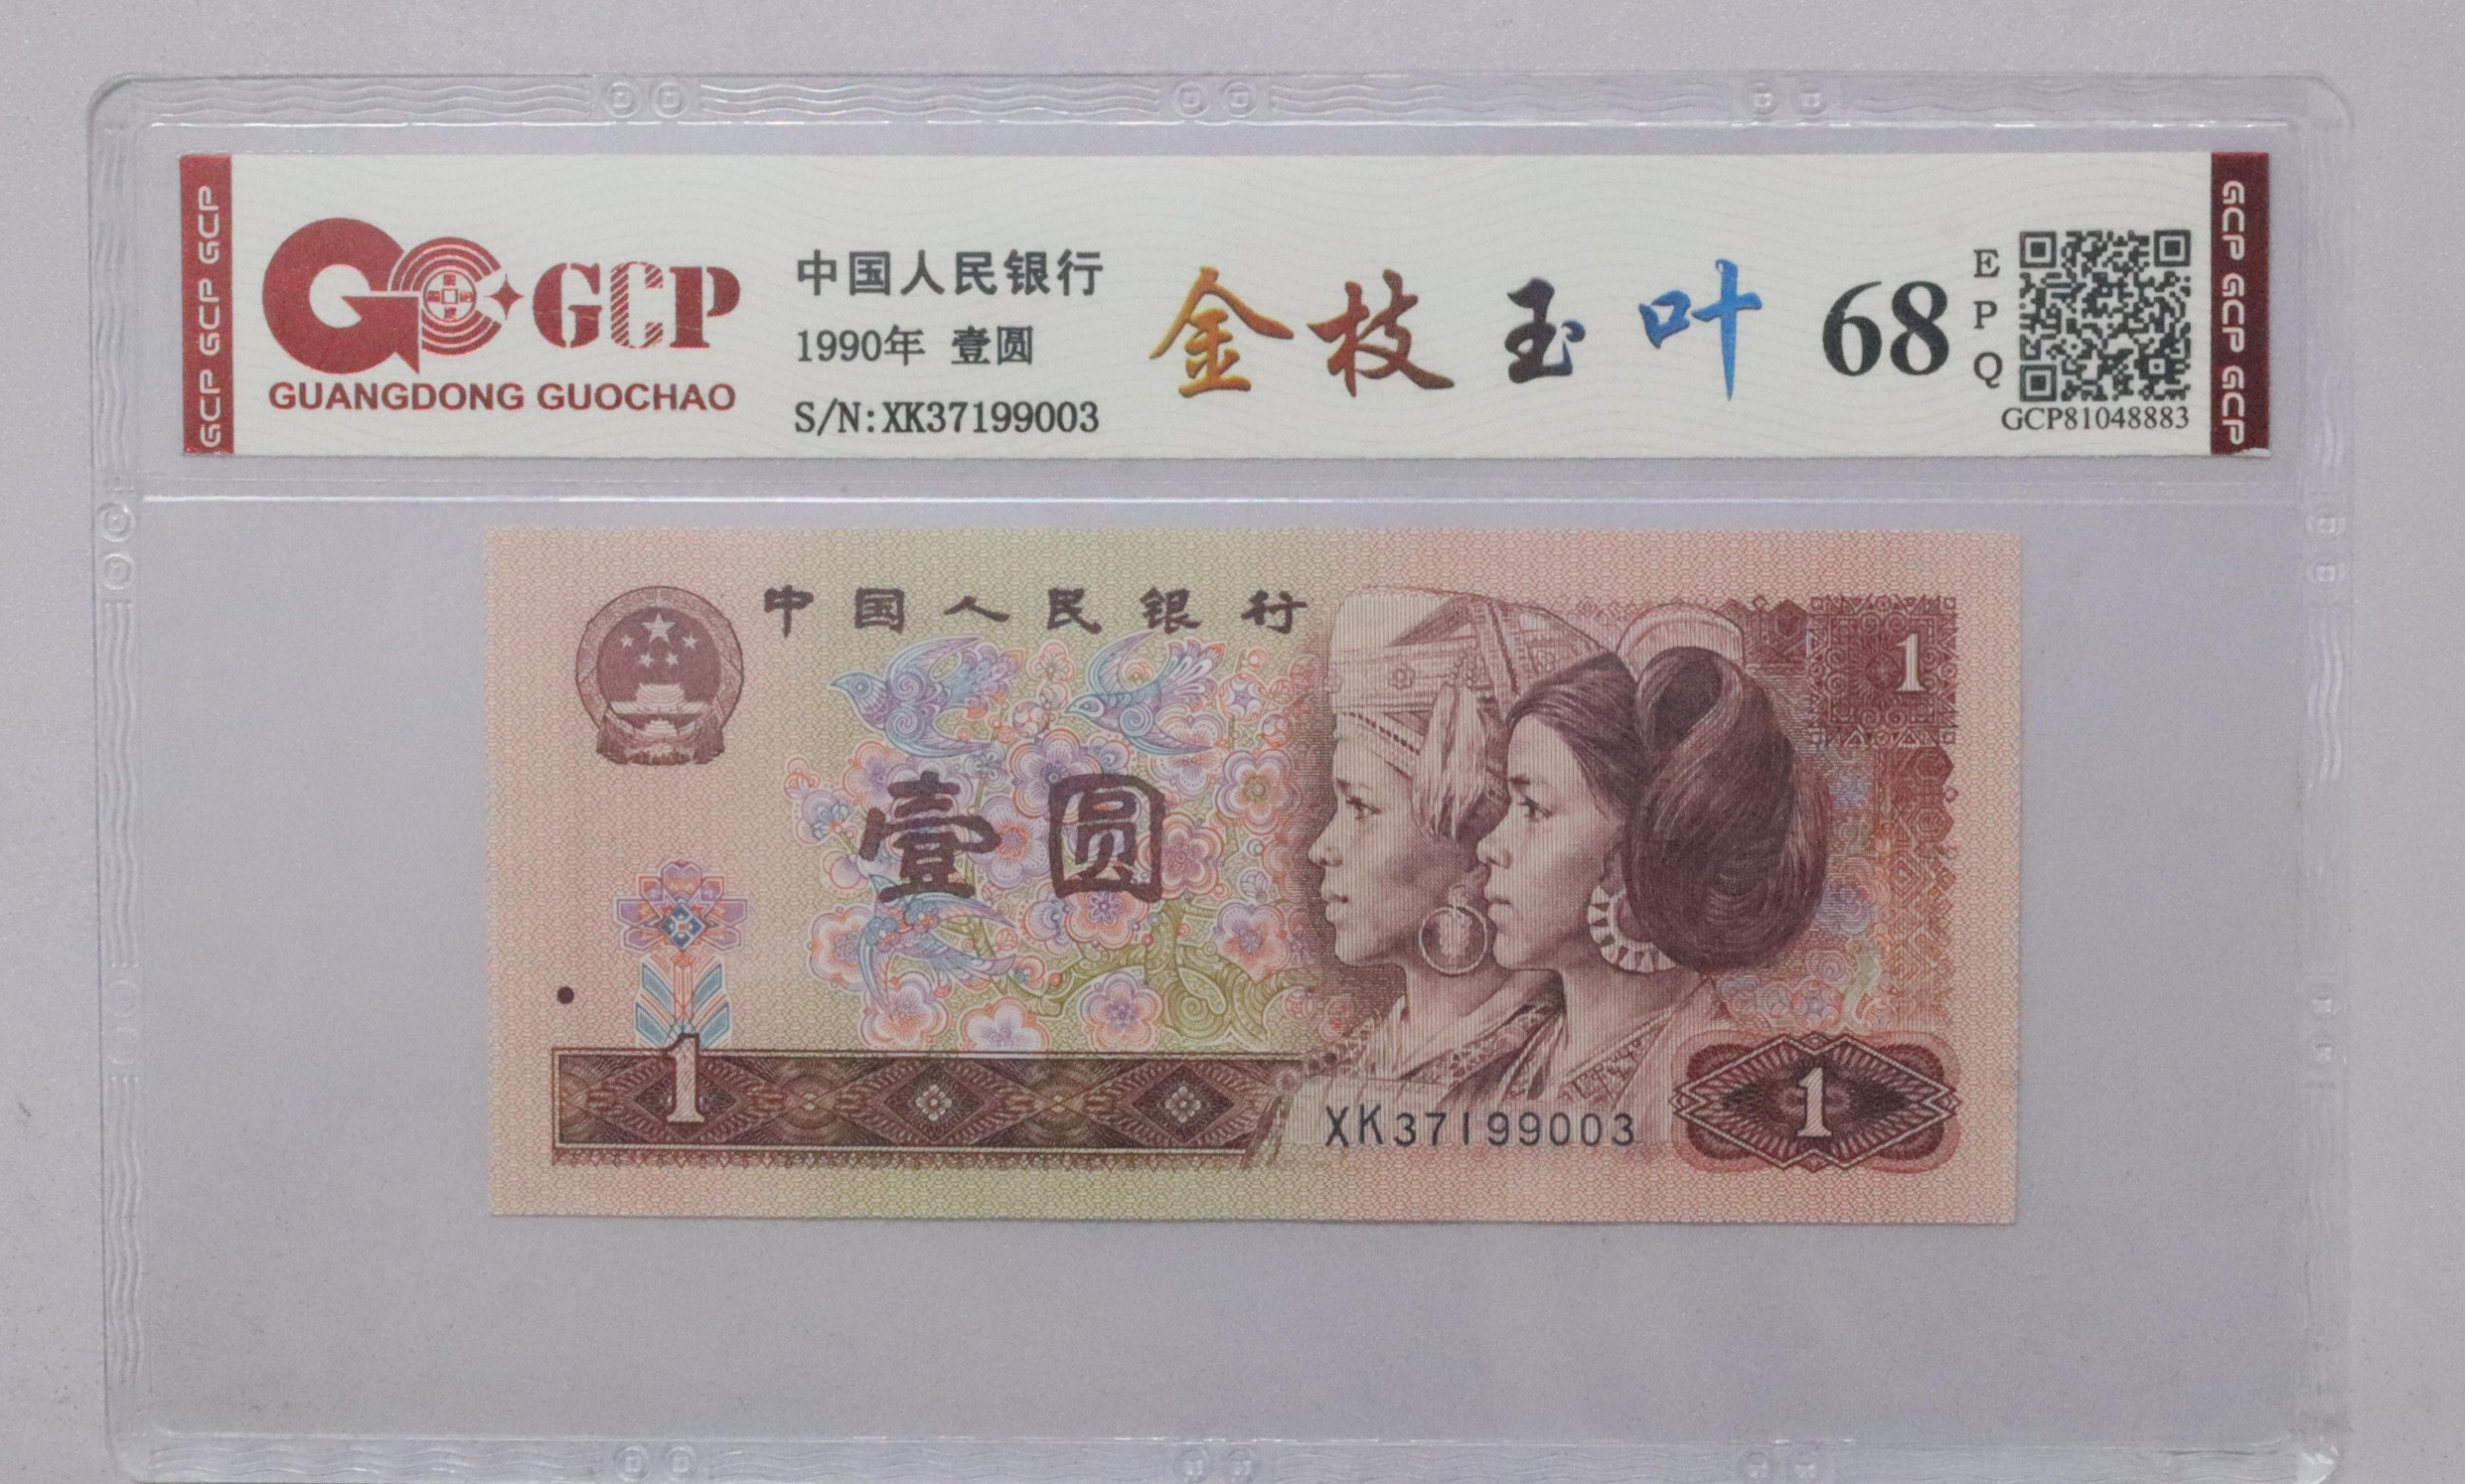 GCP GCP GCP
GCP
GUANGDONG GUOCHAO
中国人民银行
1990年 壹圆
S/N:XK37199003
金枝玉叶
68
E
P
Q
GCP81048883
GCP GCP GCP
中国人民银行
1
壹圆
1
XK37199003
1